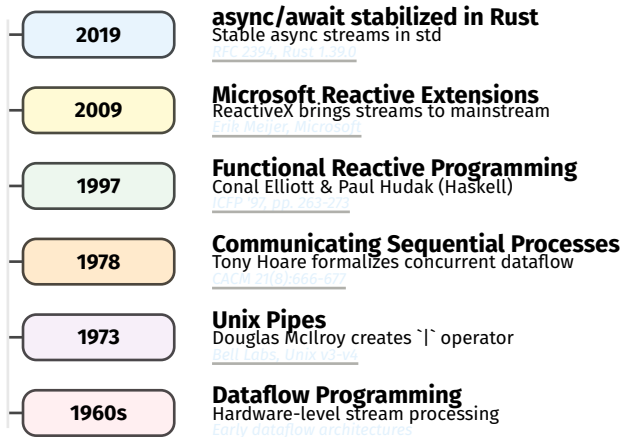 2019
async/await stabilized in Rust
Stable async streams in std
RFC 2394, Rust 1.39.0
2009
Microsoft Reactive Extensions
ReactiveX brings streams to mainstream
Erik Meijer, Microsoft
1997
Functional Reactive Programming
Conal Elliott & Paul Hudak (Haskell)
ICFP '97, pp. 263-273
1978
Communicating Sequential Processes
Tony Hoare formalizes concurrent dataflow
CACM 21(8):666-677
1973
Unix Pipes
Douglas McIlroy creates `|` operator
Bell Labs, Unix v3-v4
1960s
Dataflow Programming
Hardware-level stream processing
Early dataflow architectures